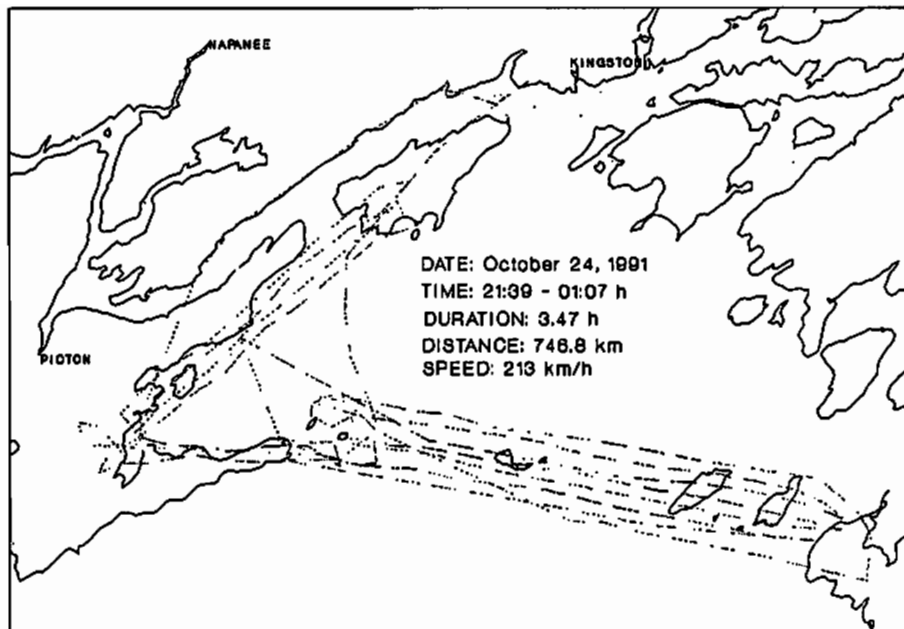 NAPANEE
KINGSTON
DATE: October 24, 1991
TIME: 21:39 - 01:07 h
DURATION: 3.47 h
DISTANCE: 746.8 km
SPEED: 213 km/h
PICTON